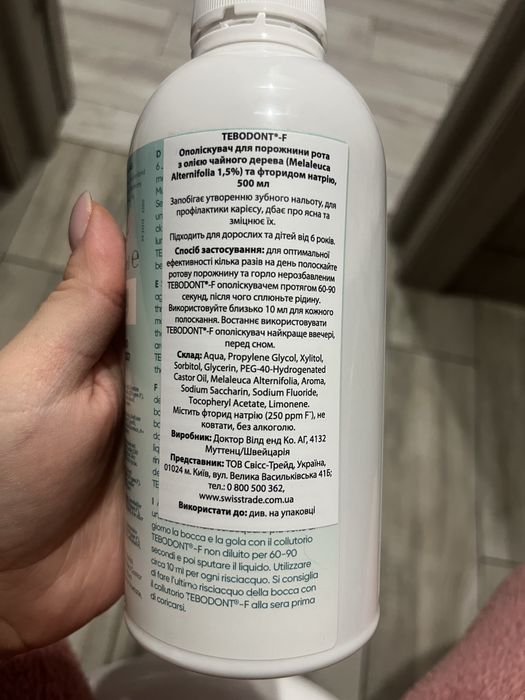 TEBODONT®-F
Ополіскувач для порожнини рота
з олією чайного дерева (Melaleuca
Alternifolia 1,5%) та фторидом натрію,
500 мл
Запобігає утворенню зубного нальоту, для
профілактики карієсу, дбає про ясна та
зміцнює їх.
Підходить для дорослих та дітей від 6 років.
Спосіб застосування: для оптимальної
ефективності кілька разів на день полоскайте
ротову порожнину та горло нерозбавленим
TEBODONT®-F ополіскувачем протягом 60-90
секунд, після чого сплюньте рідину.
Використовуйте близько 10 мл для кожного
полоскання. Востаннє використовувати
TEBODONT®-F ополіскувач найкраще ввечері,
перед сном.
Склад: Aqua, Propylene Glycol, Xylitol,
Sorbitol, Glycerin, PEG-40-Hydrogenated
Castor Oil, Melaleuca Alternifolia, Aroma,
Sodium Saccharin, Sodium Fluoride,
Tocopheryl Acetate, Limonene.
Містить фторид натрію (250 ppm F⁻), не
ковтати, без алкоголю.
Виробник: Доктор Вілд енд Ко. АГ, 4132
Муттенц/Швейцарія
Представник: ТОВ Свісс-Трейд, Україна,
01024 м. Київ, вул. Велика Васильківська 41Б;
тел.: 0 800 500 362,
www.swisstrade.com.ua
Використати до: див. на упаковці
giorno la bocca e la gola con il collutorio
TEBODONT®-F non diluito per 60-90
secondi e poi sputare il liquido. Utilizzare
circa 10 ml per ogni risciacquo. Si consiglia
di fare l'ultimo risciacquo della bocca con
il collutorio TEBODONT®-F alla sera prima
di coricarsi.